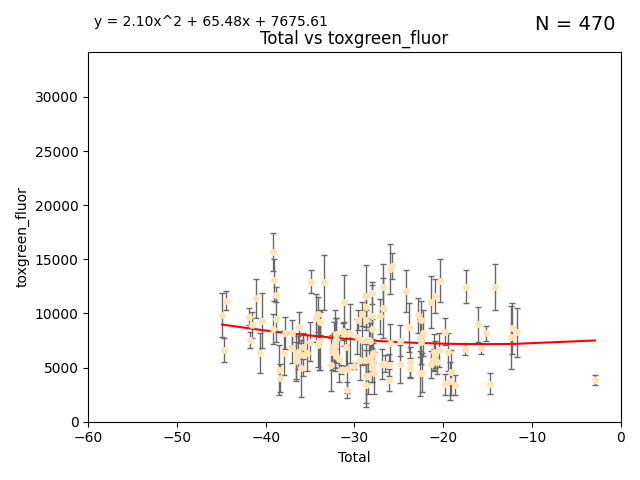 y = 2.10x^2 + 65.48x + 7675.61
N = 470
Total vs toxgreen_fluor
30000
25000
20000
15000
10000
5000
0
toxgreen_fluor
−60
−50
−40
−30
−20
−10
0
Total